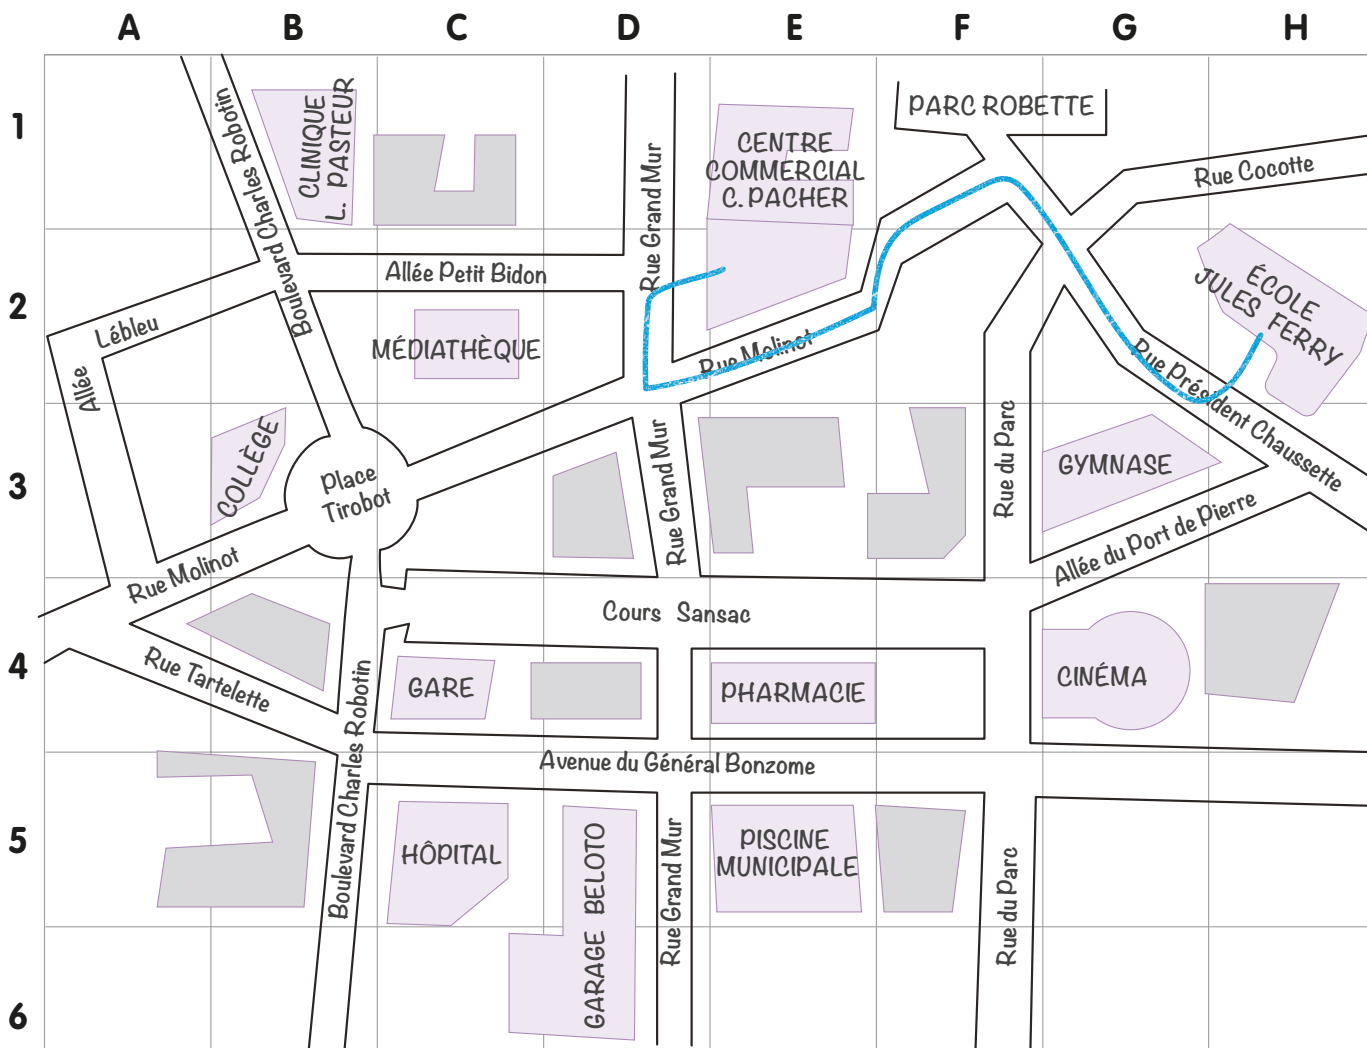 A B C D E F G H
1
Boulevard Charles Robotin
CLINIQUE
L. PASTEUR
Rue Grand Mur
CENTRE
COMMERCIAL
C. PACHER
PARC ROBETTE
Rue Cocotte
2
Allée Petit Bidon
Boulevard
Allée
Lébleu
MÉDIATHÈQUE
Rue Molinot
ÉCOLE
JULES FERRY
Rue Président Chaussette
3
COLLÈGE
Place
Tirobot
Rue Grand Mur
Rue du Parc
GYMNASE
Allée du Port de Pierre
Rue Molinot
4
Cours Sansac
Rue Tartelette
GARE
PHARMACIE
CINÉMA
Boulevard Charles Robotin
Avenue du Général Bonzome
5
HÔPITAL
GARAGE BELOTO
Rue Grand Mur
PISCINE
MUNICIPALE
Rue du Parc
6